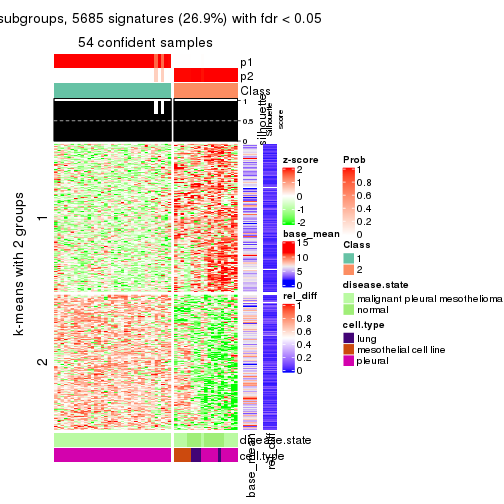 subgroups, 5685 signatures (26.9%) with fdr < 0.05
54 confident samples
p1
p2
Class
silhouette
Silhouette
score
1
0.5
0
k-means with 2 groups
1
2
z-score
2
1
0
-1
-2
base_mean
15
10
5
0
rel_diff
1
0.8
0.6
0.4
0.2
0
Prob
1
0.8
0.6
0.4
0.2
0
Class
1
2
disease.state
malignant pleural mesothelioma
normal
cell.type
lung
mesothelial cell line
pleural
disease.state
cell.type
base_mean
rel_diff